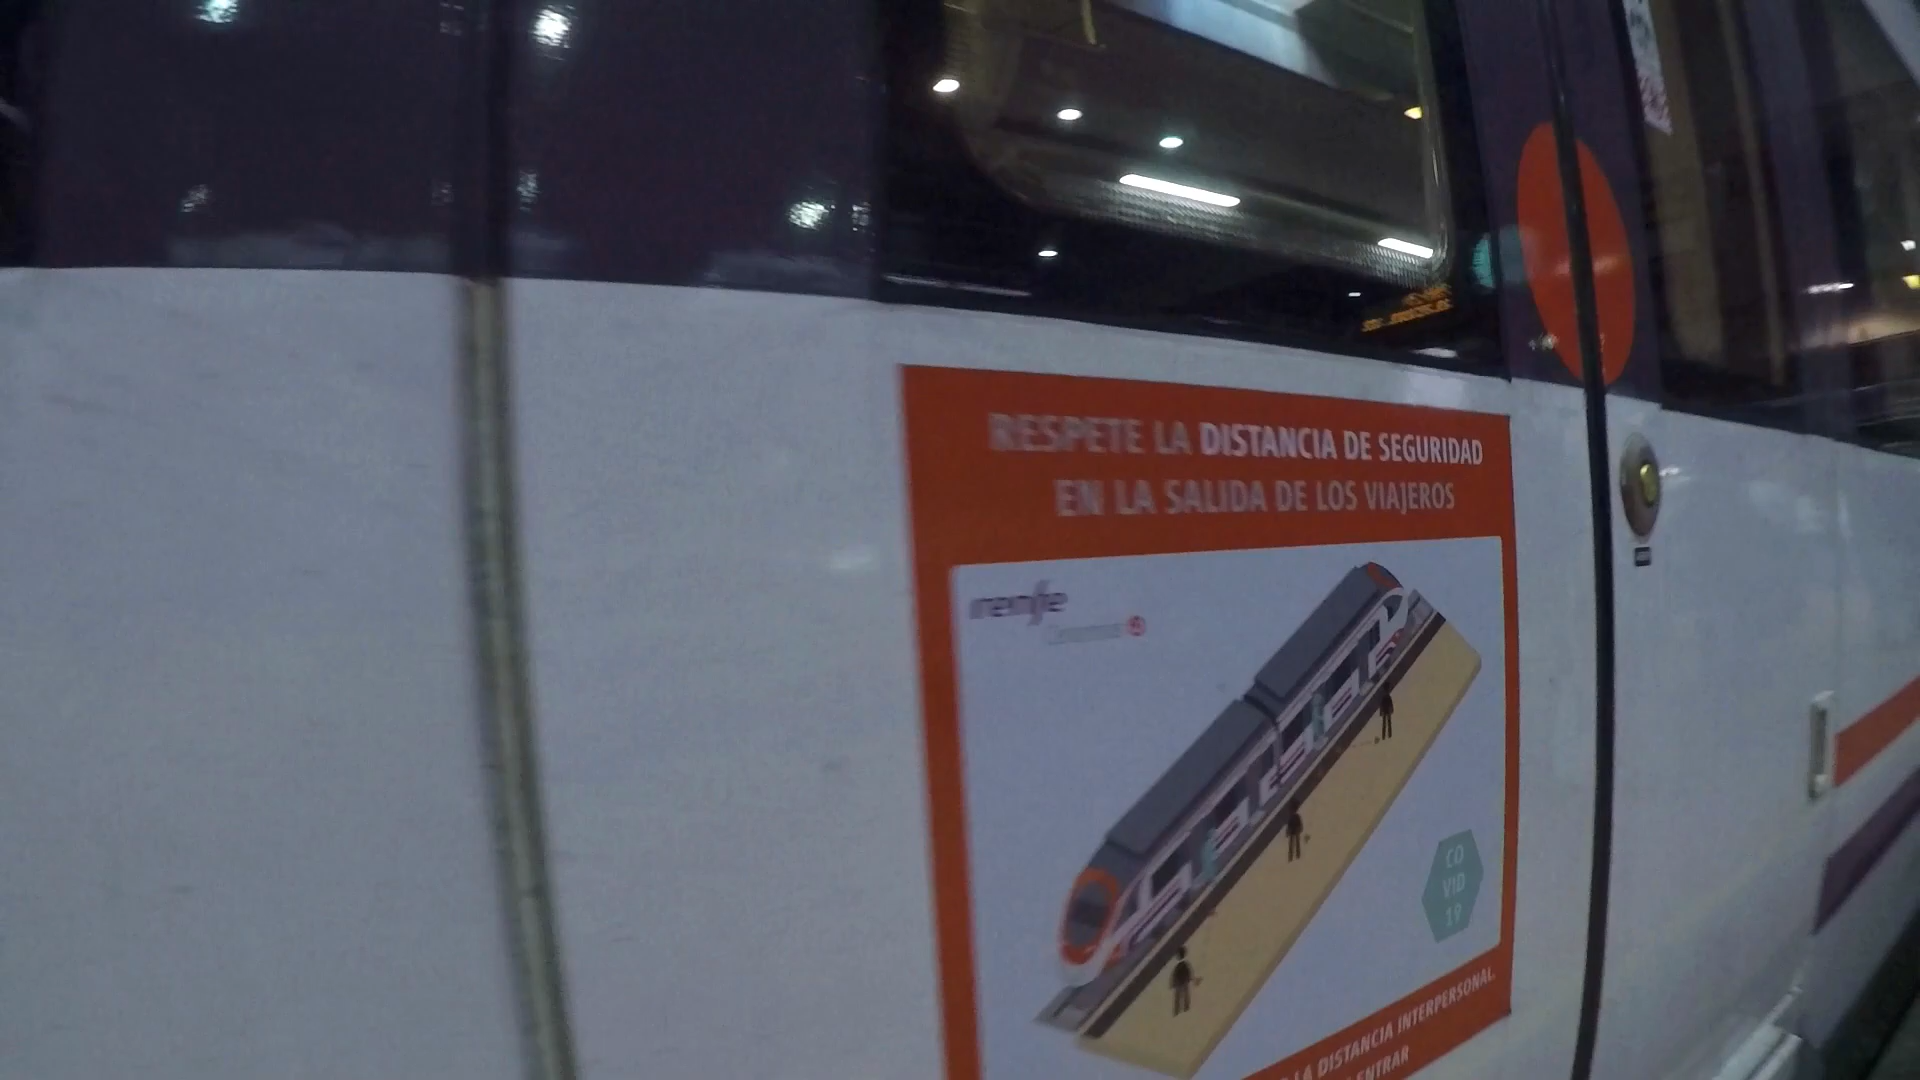 RESPETE LA DISTANCIA DE SEGURIDAD
EN LA SALIDA DE LOS VIAJEROS
renfe
CO
VID
19
LA DISTANCIA INTERPERSONAL.
ENTRAR